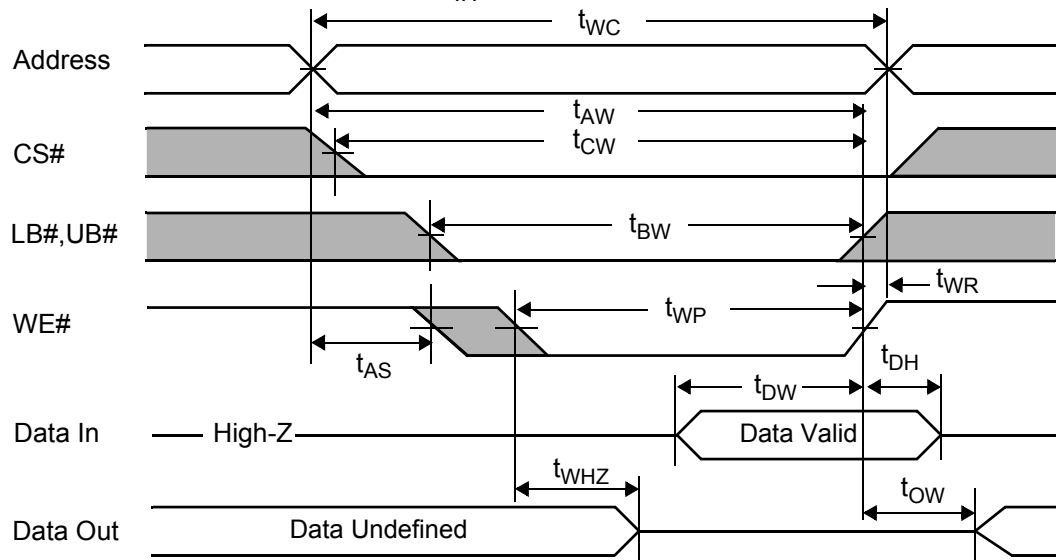 tWC
Address
tAW
tCW
CS#
tBW
LB#,UB#
tWR
tWP
WE#
tAS
tDH
tDW
Data In
High-Z
Data Valid
tWHZ
tOW
Data Out
Data Undefined